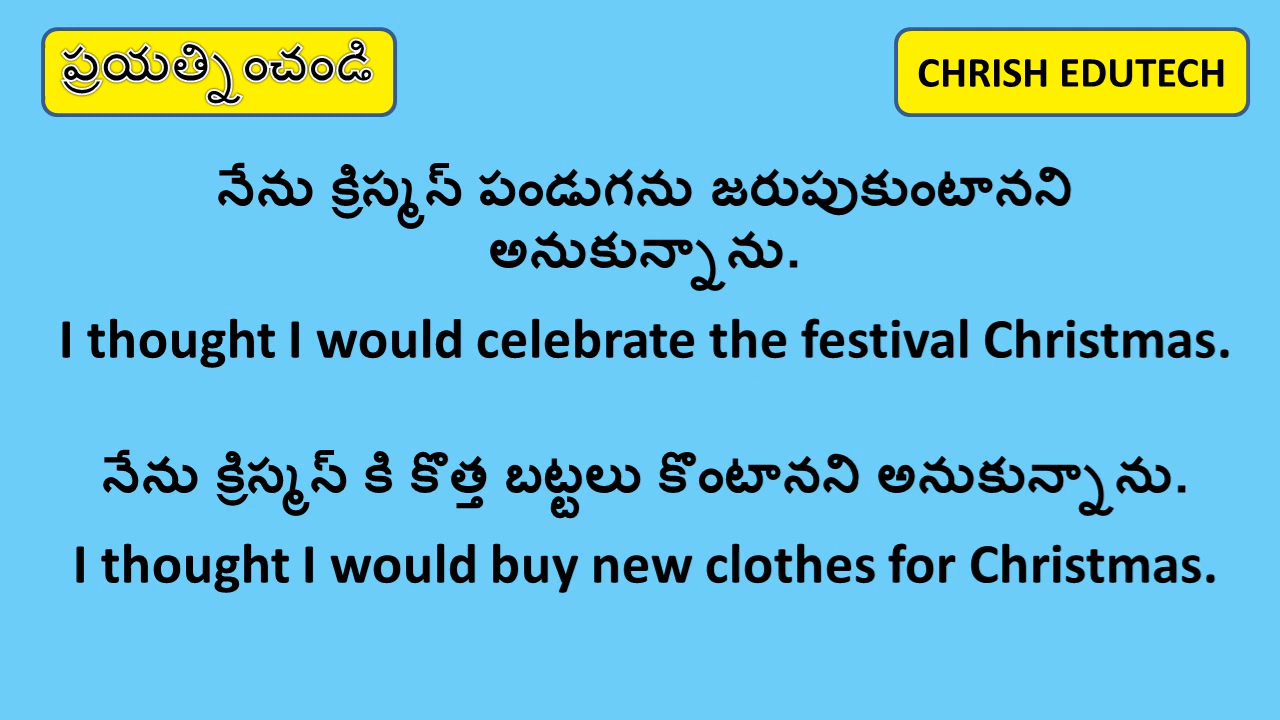 ప్రయత్నించండి
CHRISH EDUTECH
నేను క్రిస్మస్ పండుగను జరుపుకుంటానని
అనుకున్నాను.
I thought I would celebrate the festival Christmas.
నేను క్రిస్మస్ కి కొత్త బట్టలు కొంటానని అనుకున్నాను.
I thought I would buy new clothes for Christmas.